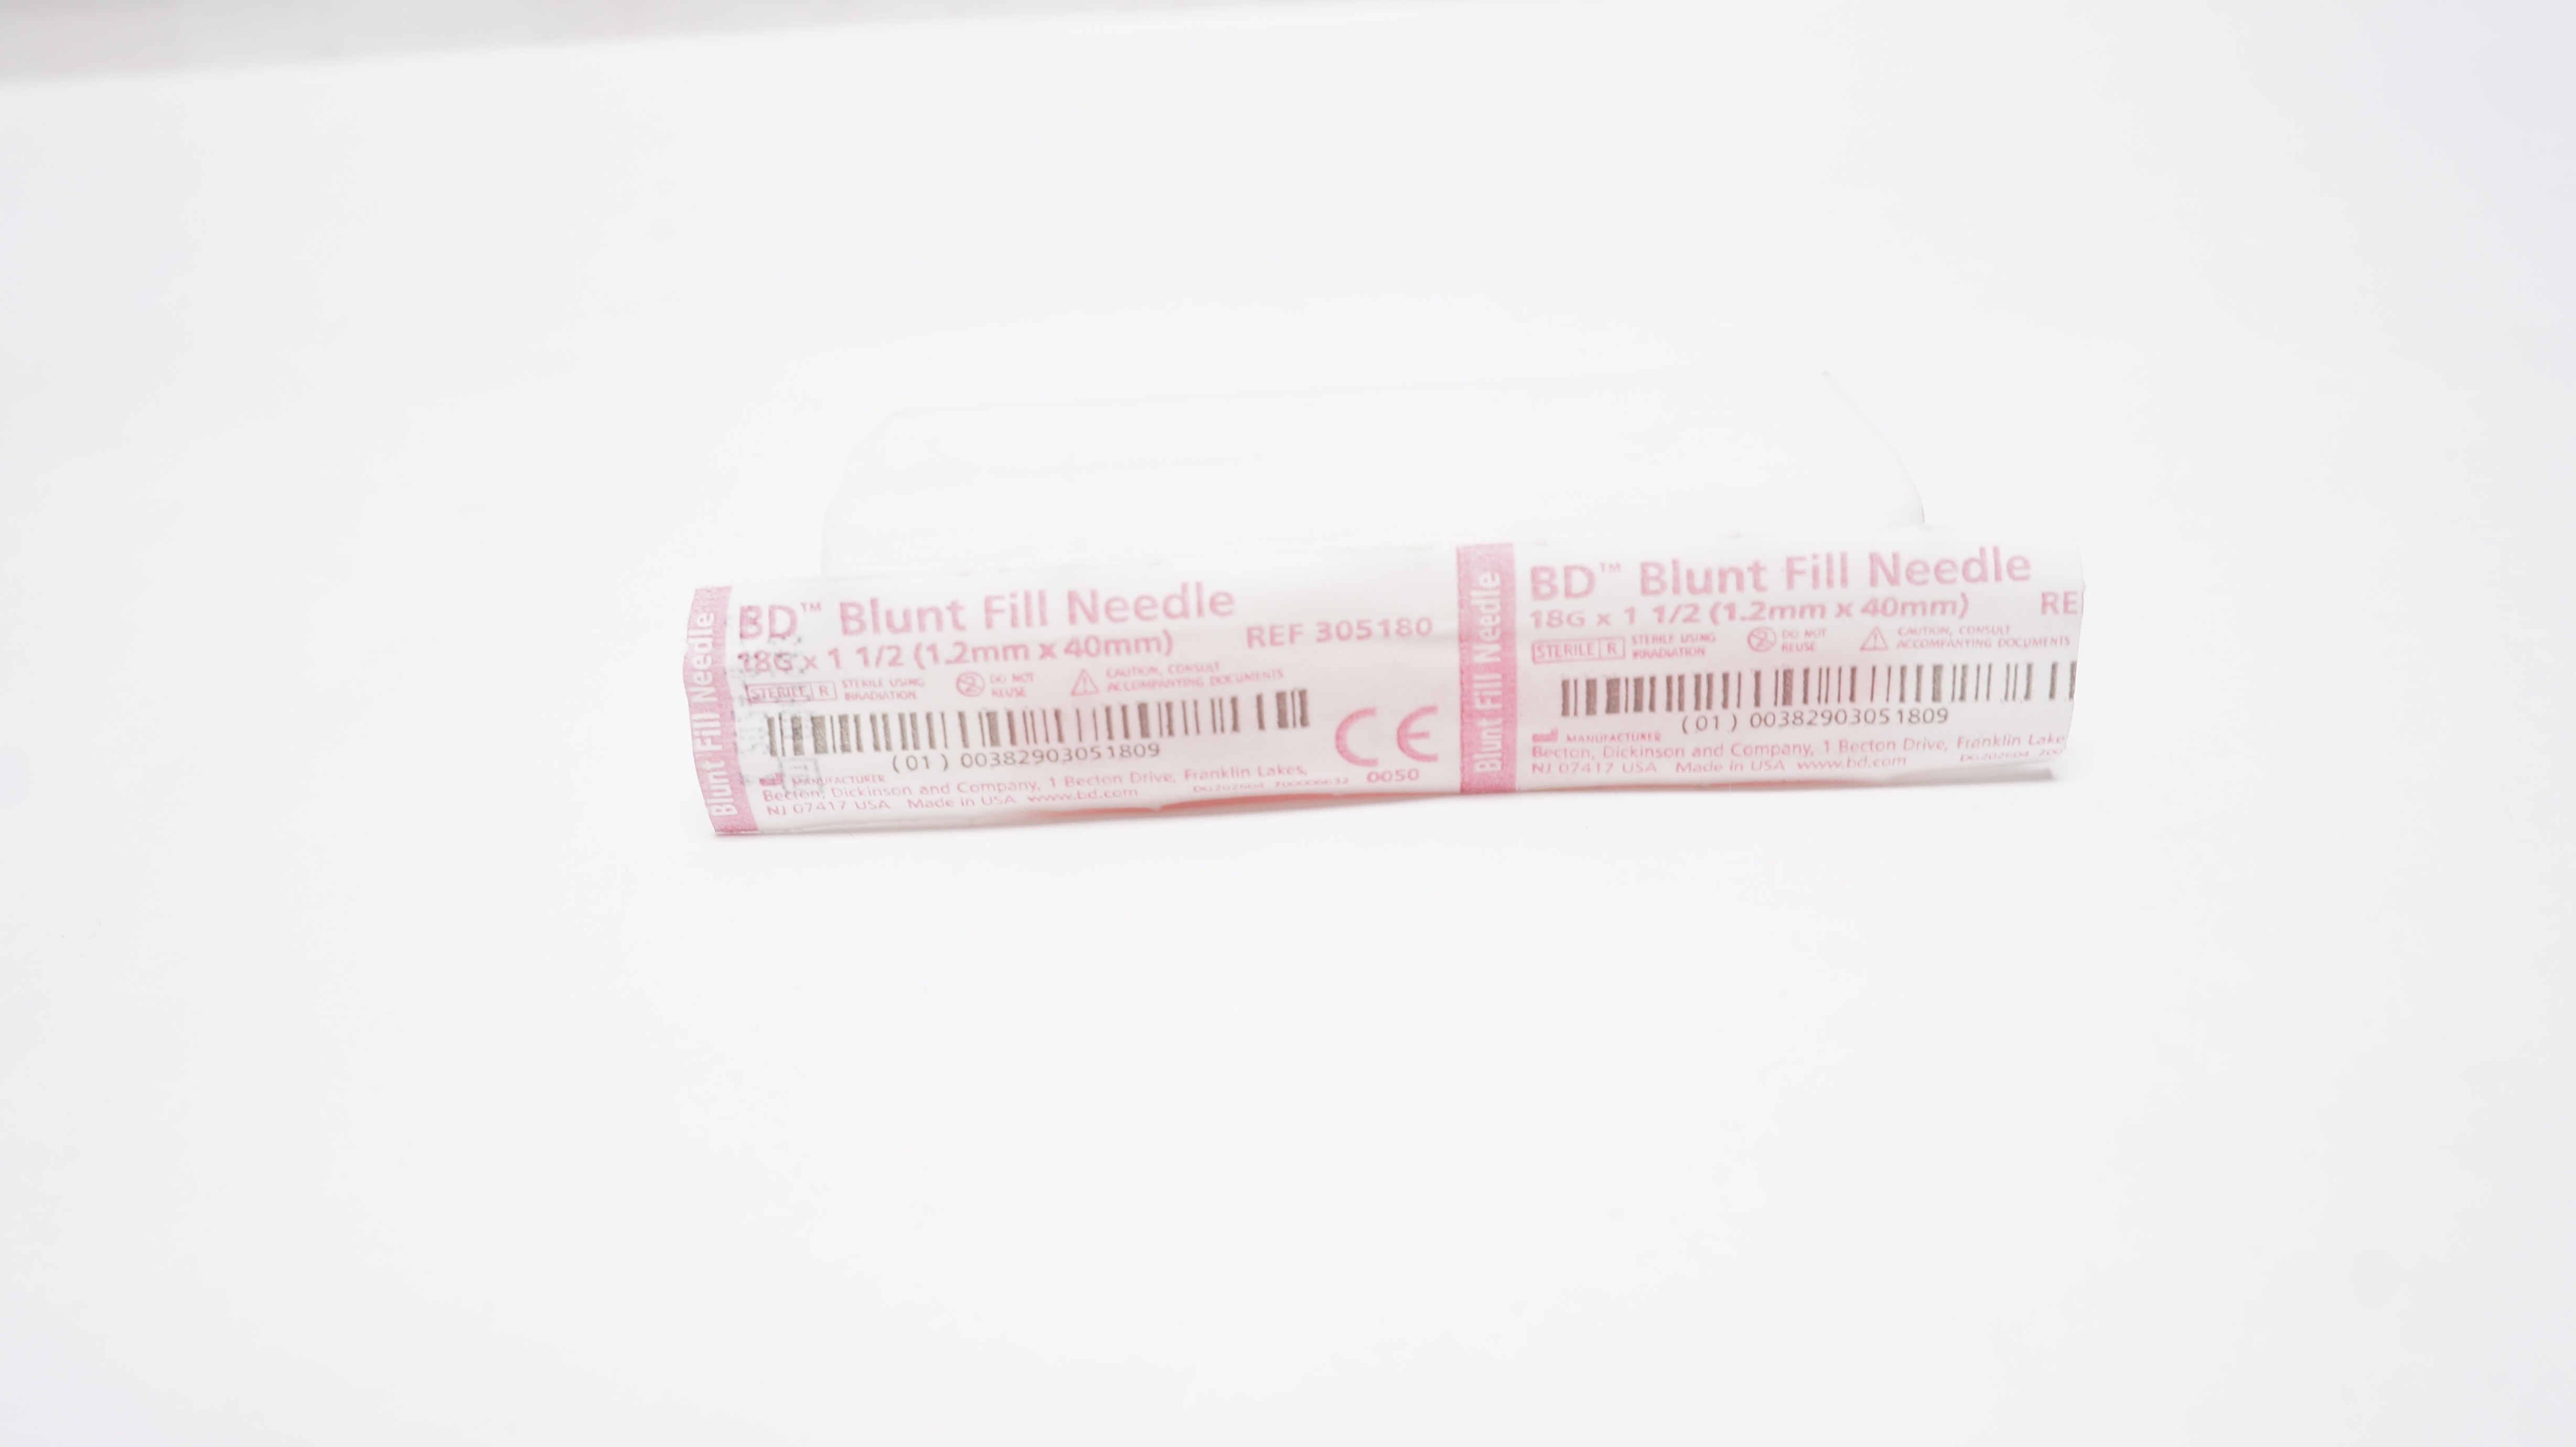 Blunt Fill Needle
BD™ Blunt Fill Needle
18G x 1 1/2 (1.2mm x 40mm)
REF 305180
STERILE R STERILE USING IRRADIATION
DO NOT REUSE
CAUTION, CONSULT ACCOMPANYING DOCUMENTS
(01) 00382903051809
CE
0050
MANUFACTURER
Becton, Dickinson and Company, 1 Becton Drive, Franklin Lakes,
NJ 07417 USA Made in USA www.bd.com
Blunt Fill Needle
BD™ Blunt Fill Needle
18G x 1 1/2 (1.2mm x 40mm)
RE
STERILE R STERILE USING IRRADIATION
DO NOT REUSE
CAUTION, CONSULT ACCOMPANYING DOCUMENTS
(01) 00382903051809
MANUFACTURER
Becton, Dickinson and Company, 1 Becton Drive, Franklin Lake
NJ 07417 USA Made in USA www.bd.com